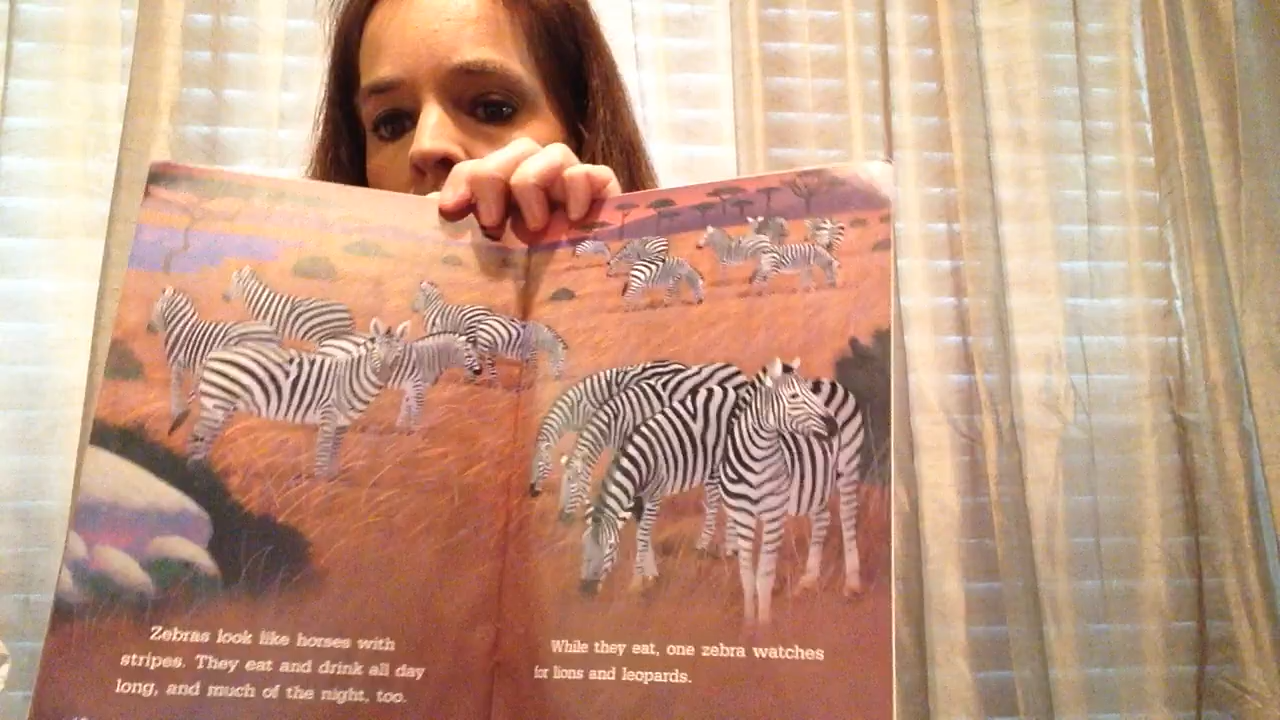 Zebras look like horses with
stripes. They eat and drink all day
long, and much of the night, too.
While they eat, one zebra watches
for lions and leopards.